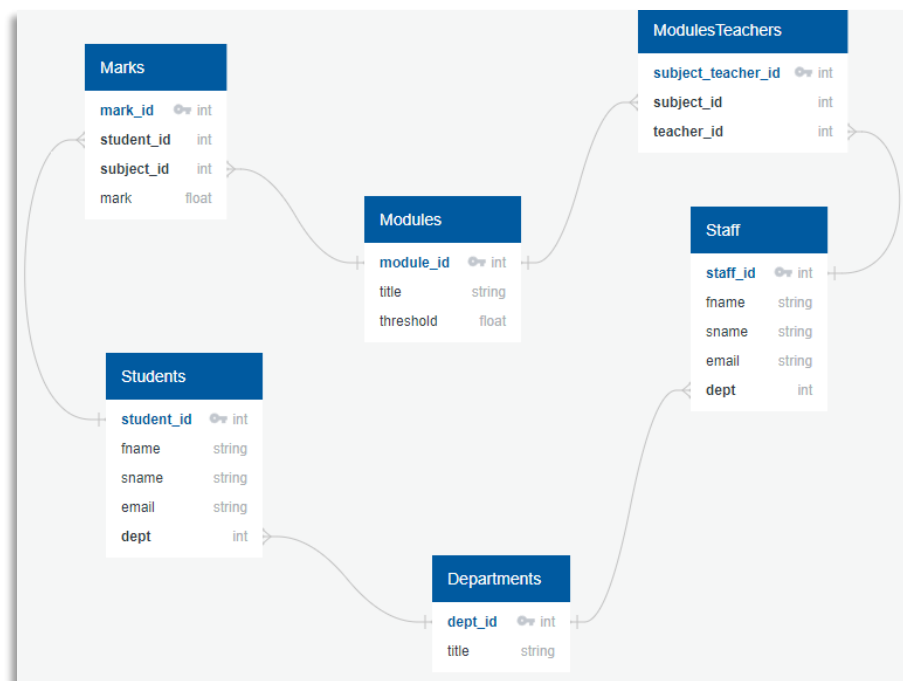 Marks
mark_id int
student_id int
subject_id int
mark float
ModulesTeachers
subject_teacher_id int
subject_id int
teacher_id int
Modules
module_id int
title string
threshold float
Staff
staff_id int
fname string
sname string
email string
dept int
Students
student_id int
fname string
sname string
email string
dept int
Departments
dept_id int
title string